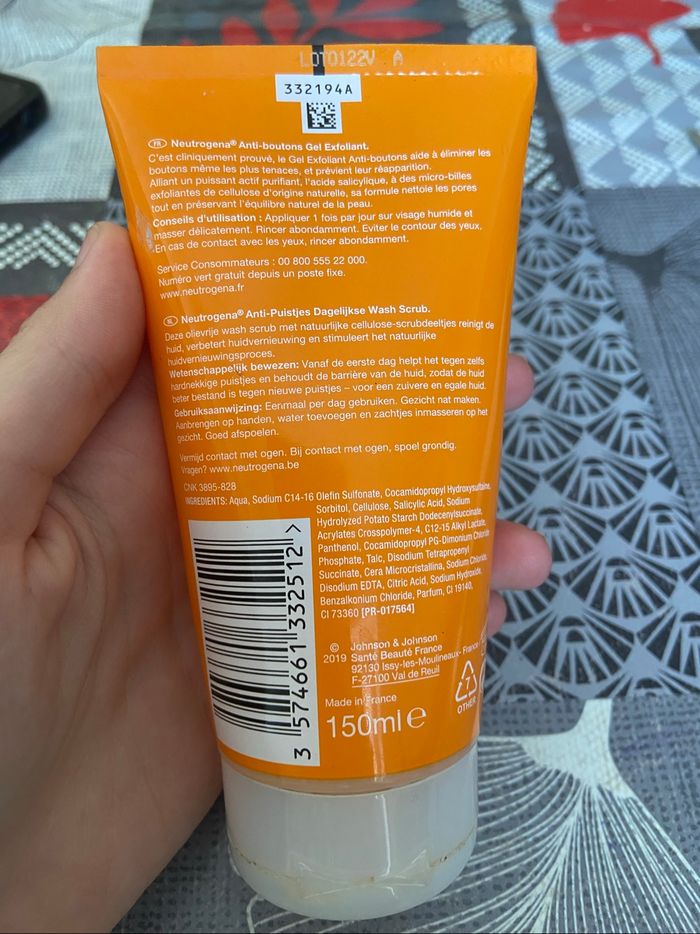 LOT0122V A
332194A
FR Neutrogena® Anti-boutons Gel Exfoliant.
C'est cliniquement prouvé, le Gel Exfoliant Anti-boutons aide à éliminer les
boutons même les plus tenaces, et prévient leur réapparition.
Alliant un puissant actif purifiant, l'acide salicylique, à des micro-billes
exfoliantes de cellulose d'origine naturelle, sa formule nettoie les pores
tout en préservant l'équilibre naturel de la peau.
Conseils d'utilisation : Appliquer 1 fois par jour sur visage humide et
masser délicatement. Rincer abondamment. Eviter le contour des yeux.
En cas de contact avec les yeux, rincer abondamment.
Service Consommateurs : 00 800 555 22 000.
Numéro vert gratuit depuis un poste fixe.
www.neutrogena.fr
NL Neutrogena® Anti-Puistjes Dagelijkse Wash Scrub.
Deze olievrije wash scrub met natuurlijke cellulose-scrubdeeltjes reinigt de
huid, verbetert huidvernieuwing en stimuleert het natuurlijke
huidvernieuwingsproces.
Wetenschappelijk bewezen: Vanaf de eerste dag helpt het tegen zelfs
hardnekkige puistjes en behoudt de barrière van de huid, zodat de huid
beter bestand is tegen nieuwe puistjes – voor een zuivere en egale huid.
Gebruiksaanwijzing: Eenmaal per dag gebruiken. Gezicht nat maken.
Aanbrengen op handen, water toevoegen en zachtjes inmasseren op het
gezicht. Goed afspoelen.
Vermijd contact met ogen. Bij contact met ogen, spoel grondig.
Vragen? www.neutrogena.be
CNK 3895-828
INGREDIENTS: Aqua, Sodium C14-16 Olefin Sulfonate, Cocamidopropyl Hydroxysultaine,
Sorbitol, Cellulose, Salicylic Acid, Sodium
Hydrolyzed Potato Starch Dodecenylsuccinate,
Acrylates Crosspolymer-4, C12-15 Alkyl Lactate,
Panthenol, Cocamidopropyl PG-Dimonium Chloride
Phosphate, Talc, Disodium Tetrapropenyl
Succinate, Cera Microcristallina, Sodium Chloride,
Disodium EDTA, Citric Acid, Sodium Hydroxide,
Benzalkonium Chloride, Parfum, CI 19140,
CI 73360 [PR-017564]
3 574661 332512 >
© Johnson & Johnson
2019 Santé Beauté France
92130 Issy-les-Moulineaux - France
F-27100 Val de Reuil
Made in France
150ml e
7
OTHER